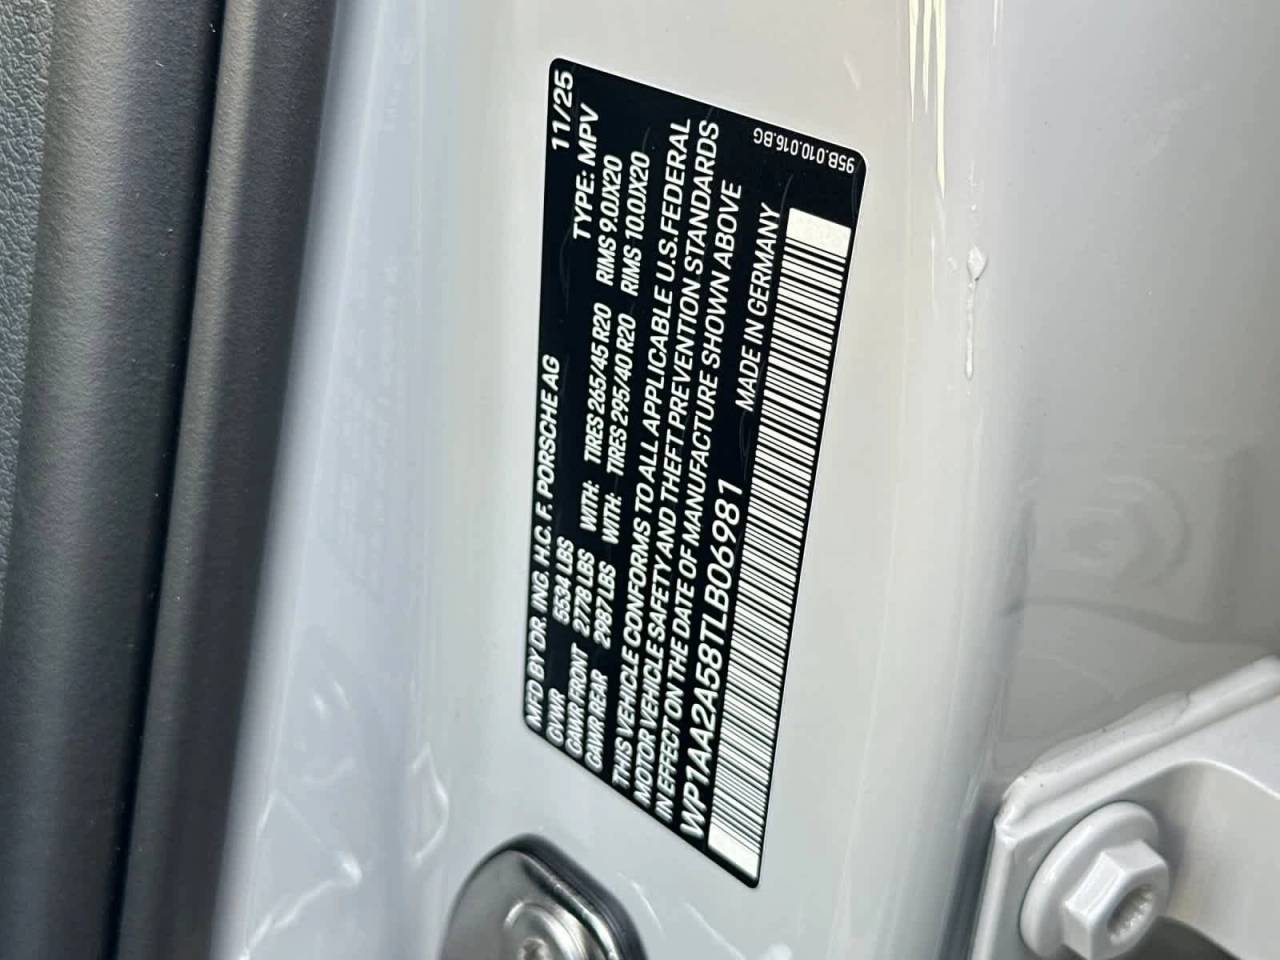 MFD BY DR. ING. H.C. F. PORSCHE AG 11/25
GVWR 5534 LBS TYPE: MPV
GAWR FRONT 2778 LBS WITH: TIRES 265/45 R20 RIMS 9.0JX20
GAWR REAR 2987 LBS WITH: TIRES 295/40 R20 RIMS 10.0JX20
THIS VEHICLE CONFORMS TO ALL APPLICABLE U.S. FEDERAL
MOTOR VEHICLE SAFETY AND THEFT PREVENTION STANDARDS
IN EFFECT ON THE DATE OF MANUFACTURE SHOWN ABOVE
WP1AA2A58TLB06981 MADE IN GERMANY
95B.010.016.BG